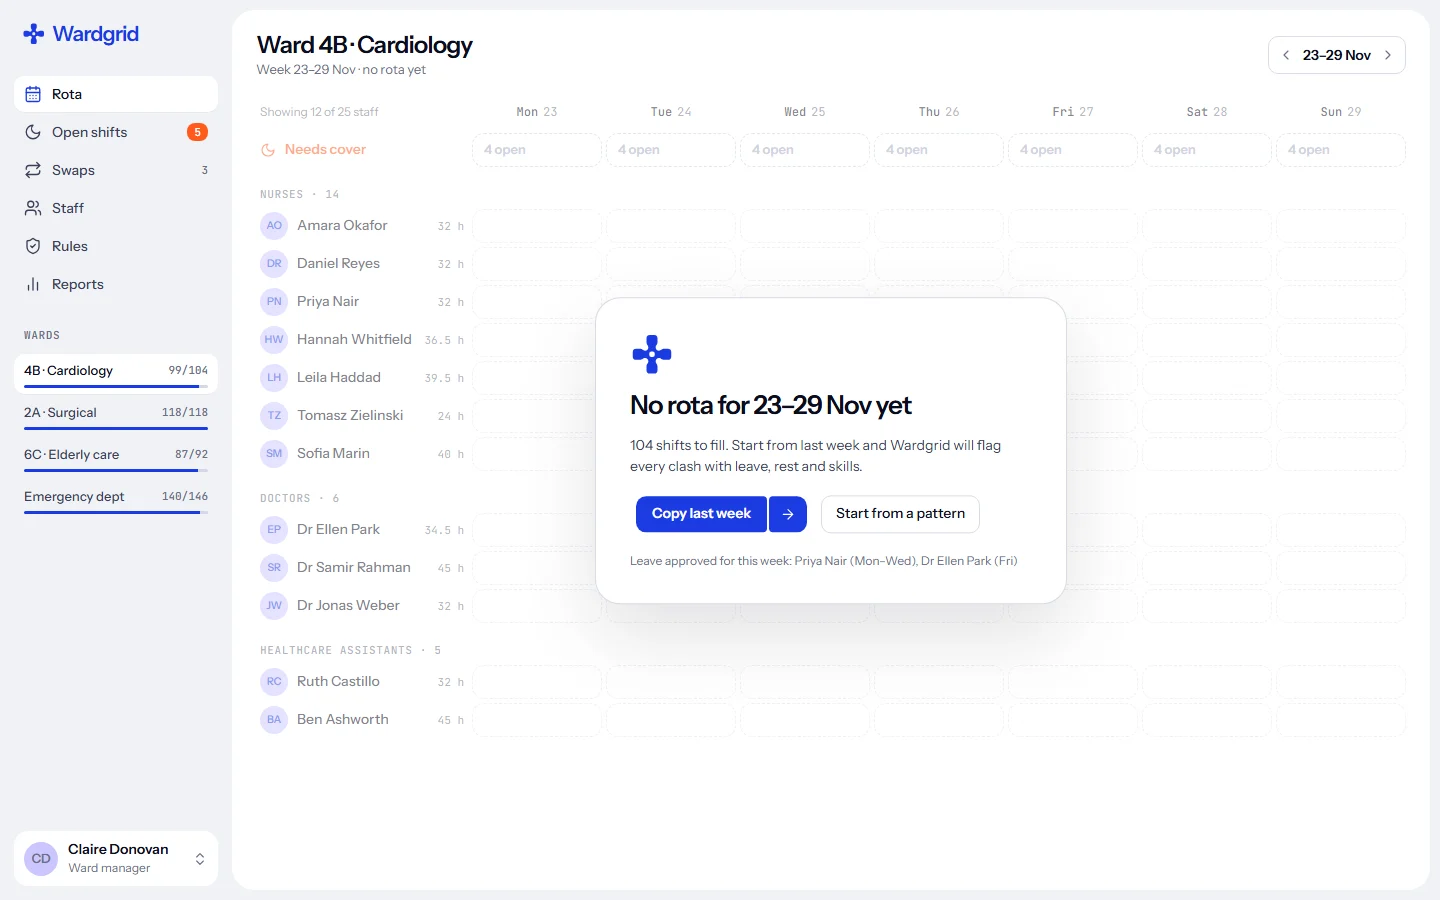 Wardgrid
Rota
Open shifts 5
Swaps 3
Staff
Rules
Reports
WARDS
4B · Cardiology 99/104
2A · Surgical 118/118
6C · Elderly care 87/92
Emergency dept 140/146
CD Claire Donovan
Ward manager
Ward 4B · Cardiology
Week 23–29 Nov · no rota yet
23–29 Nov
Showing 12 of 25 staff Mon 23 Tue 24 Wed 25 Thu 26 Fri 27 Sat 28 Sun 29
Needs cover 4 open 4 open 4 open 4 open 4 open 4 open 4 open
NURSES · 14
AO Amara Okafor 32 h
DR Daniel Reyes 32 h
PN Priya Nair 32 h
HW Hannah Whitfield 36.5 h
LH Leila Haddad 39.5 h
TZ Tomasz Zielinski 24 h
SM Sofia Marin 40 h
DOCTORS · 6
EP Dr Ellen Park 34.5 h
SR Dr Samir Rahman 45 h
JW Dr Jonas Weber 32 h
HEALTHCARE ASSISTANTS · 5
RC Ruth Castillo 32 h
BA Ben Ashworth 45 h
No rota for 23–29 Nov yet
104 shifts to fill. Start from last week and Wardgrid will flag
every clash with leave, rest and skills.
Copy last week → Start from a pattern
Leave approved for this week: Priya Nair (Mon–Wed), Dr Ellen Park (Fri)